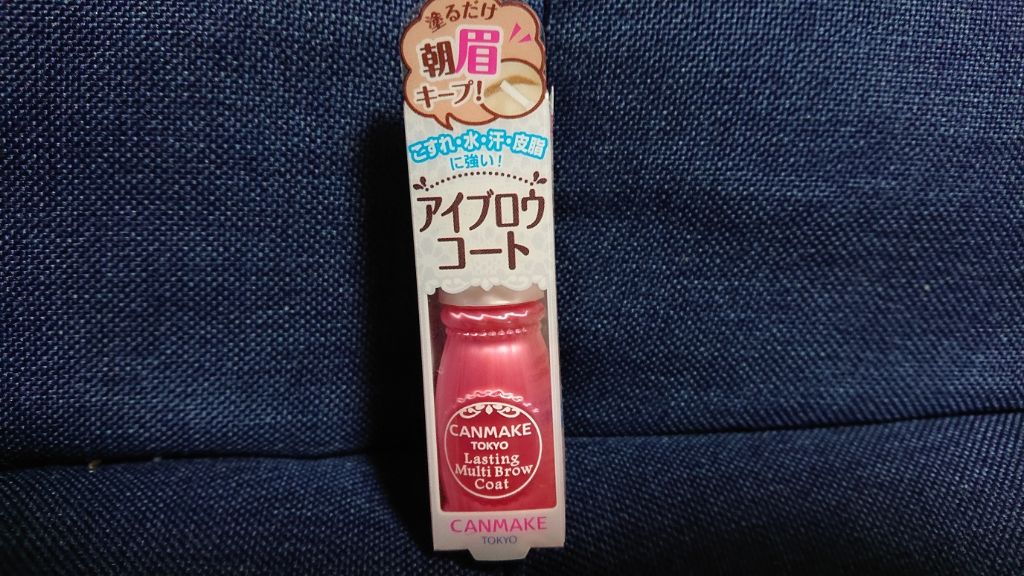 塗るだけ
朝眉
キープ!
こすれ・水・汗・皮脂
に強い!
アイブロウ
コート
CANMAKE
TOKYO
Lasting
Multi Brow
Coat
CANMAKE
TOKYO